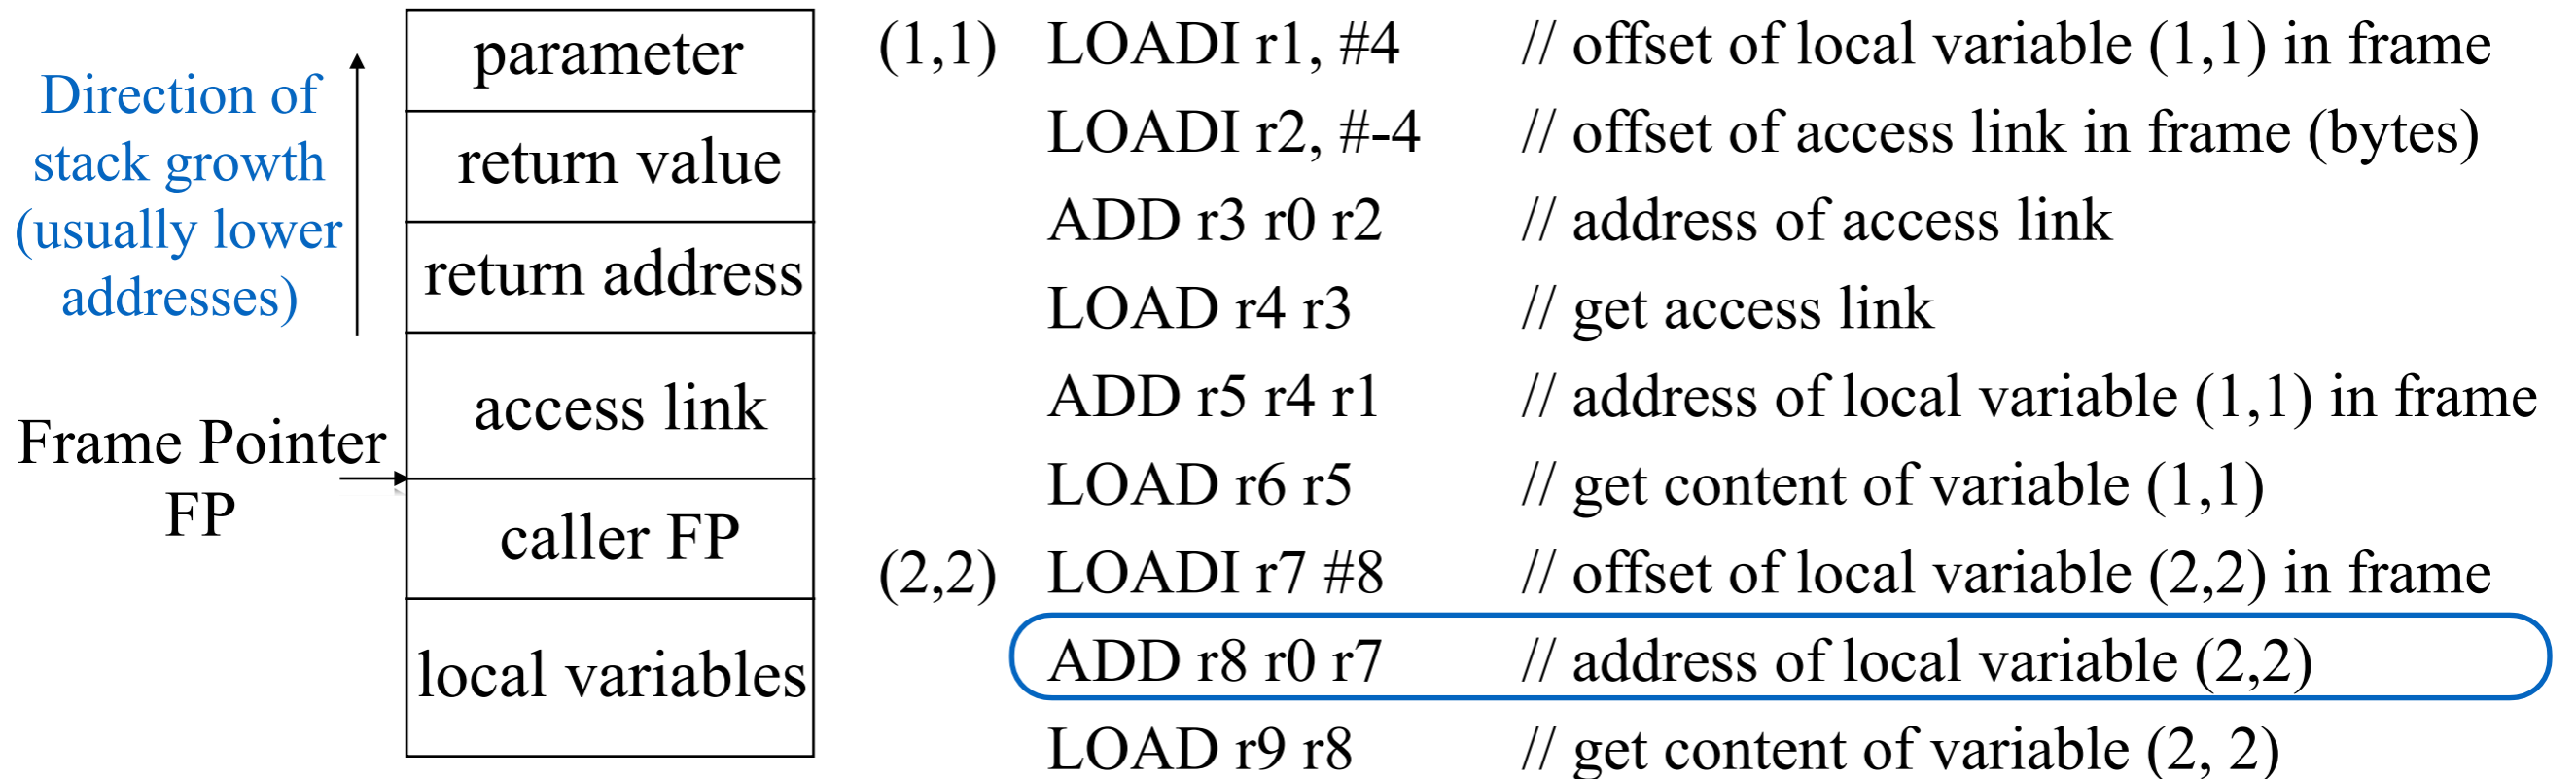 Direction of
stack growth
(usually lower
addresses)
Frame Pointer
FP
parameter
return value
return address
access link
caller FP
local variables
(1,1) LOADI r1, #4 // offset of local variable (1,1) in frame
LOADI r2, #-4 // offset of access link in frame (bytes)
ADD r3 r0 r2 // address of access link
LOAD r4 r3 // get access link
ADD r5 r4 r1 // address of local variable (1,1) in frame
LOAD r6 r5 // get content of variable (1,1)
(2,2) LOADI r7 #8 // offset of local variable (2,2) in frame
ADD r8 r0 r7 // address of local variable (2,2)
LOAD r9 r8 // get content of variable (2, 2)